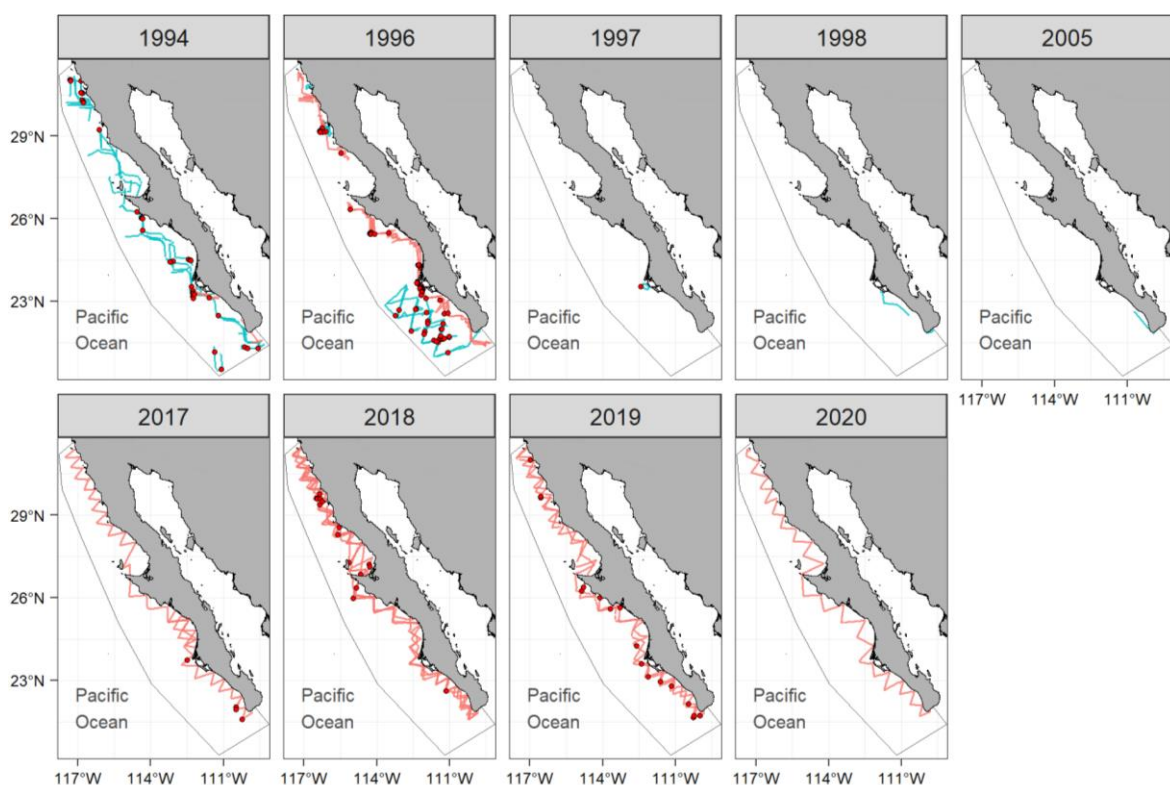 1994 1996 1997 1998 2005
29°N
26°N
23°N
Pacific Pacific Pacific Pacific Pacific
Ocean Ocean Ocean Ocean Ocean
117°W 114°W 111°W
2017 2018 2019 2020
29°N
26°N
23°N
Pacific Pacific Pacific Pacific
Ocean Ocean Ocean Ocean
117°W 114°W 111°W 117°W 114°W 111°W 117°W 114°W 111°W 117°W 114°W 111°W